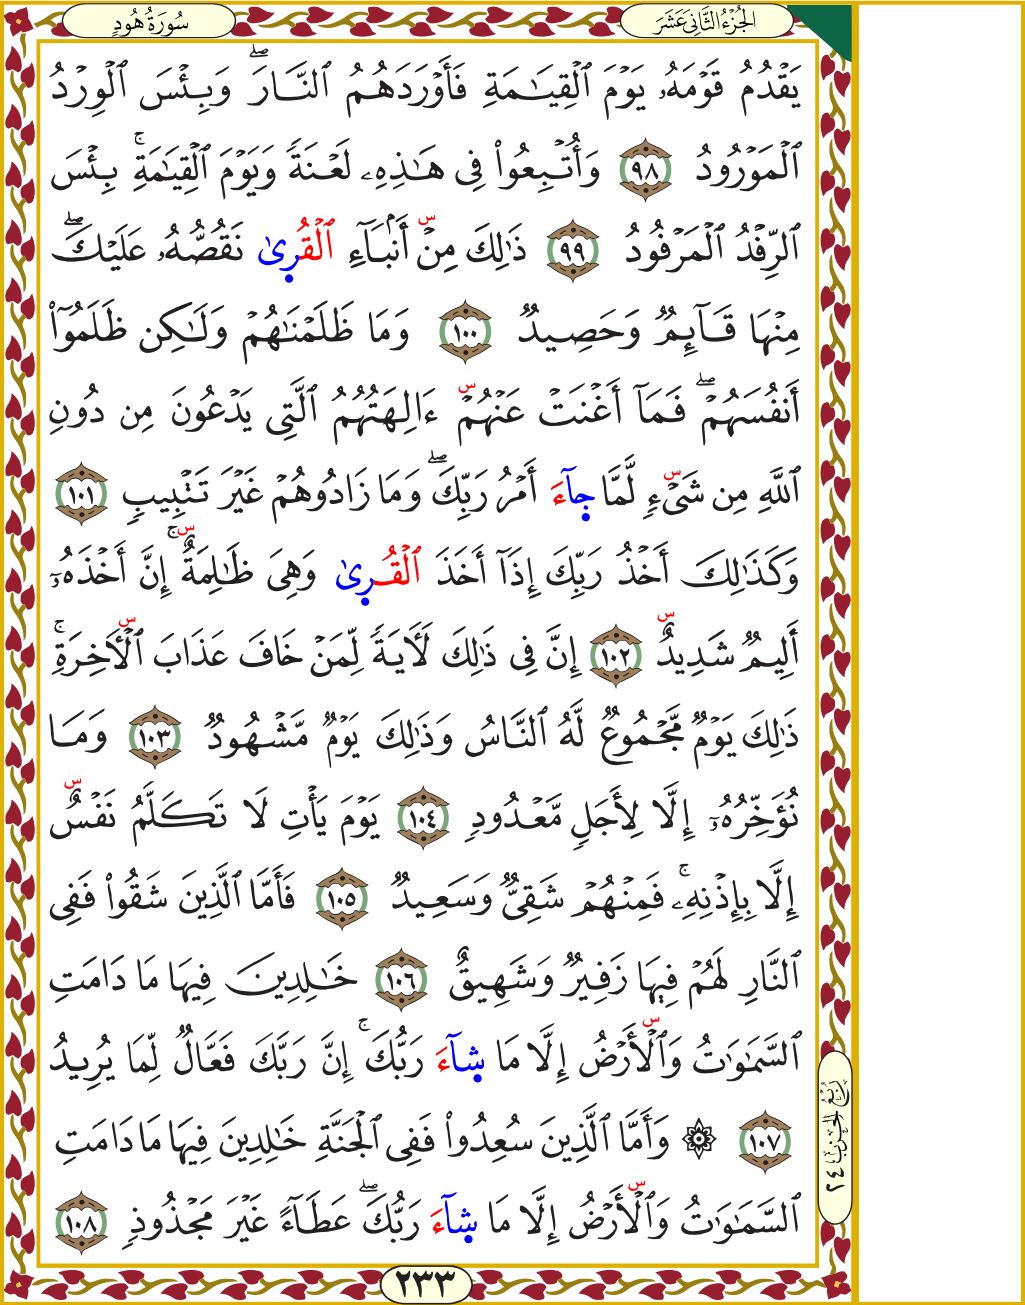 الجُزْءُ الثَّانِي عَشَرَ
سُورَةُ هُودٍ
يَقْدُمُ قَوْمَهُۥ يَوْمَ ٱلْقِيَـٰمَةِ فَأَوْرَدَهُمُ ٱلنَّارَ ۖ وَبِئْسَ ٱلْوِرْدُ
ٱلْمَوْرُودُ ٩٨ وَأُتْبِعُوا۟ فِى هَـٰذِهِۦ لَعْنَةً وَيَوْمَ ٱلْقِيَـٰمَةِ ۚ بِئْسَ
ٱلرِّفْدُ ٱلْمَرْفُودُ ٩٩ ذَٰلِكَ مِنْ س أَنۢبَآءِ ٱلْقُرِىٰ نَقُصُّهُۥ عَلَيْكَ ۖ
مِنْهَا قَآئِمٌ وَحَصِيدٌ ١٠٠ وَمَا ظَلَمْنَـٰهُمْ وَلَـٰكِن ظَلَمُوٓا۟
أَنفُسَهُمْ ۖ فَمَآ أَغْنَتْ عَنْهُمْ س ءَالِهَتُهُمُ ٱلَّتِى يَدْعُونَ مِن دُونِ
ٱللَّهِ مِن شَىْءٍ س لَّمَّا جِآءَ أَمْرُ رَبِّكَ ۖ وَمَا زَادُوهُمْ غَيْرَ تَتْبِيبٍ ١٠١
وَكَذَٰلِكَ أَخْذُ رَبِّكَ إِذَآ أَخَذَ ٱلْقُرِىٰ وَهِىَ ظَـٰلِمَةٌ س ۚ إِنَّ أَخْذَهُۥٓ
أَلِيمٌ شَدِيدٌ س ١٠٢ إِنَّ فِى ذَٰلِكَ لَـَٔايَةً لِّمَنْ خَافَ عَذَابَ ٱلْـَٔاخِرَةِ س ۚ
ذَٰلِكَ يَوْمٌ مَّجْمُوعٌ لَّهُ ٱلنَّاسُ وَذَٰلِكَ يَوْمٌ مَّشْهُودٌ ١٠٣ وَمَا
نُؤَخِّرُهُۥٓ إِلَّا لِأَجَلٍ مَّعْدُودٍ ١٠٤ يَوْمَ يَأْتِ لَا تَكَلَّمُ نَفْسٌ س
إِلَّا بِإِذْنِهِۦ ۚ فَمِنْهُمْ شَقِىٌّ وَسَعِيدٌ ١٠٥ فَأَمَّا ٱلَّذِينَ شَقُوا۟ فَفِى
ٱلنَّارِ لَهُمْ فِيهَا زَفِيرٌ وَشَهِيقٌ ١٠٦ خَـٰلِدِينَ فِيهَا مَا دَامَتِ
ٱلسَّمَـٰوَٰتُ وَٱلْأَرْضُ س إِلَّا مَا شِآءَ رَبُّكَ ۚ إِنَّ رَبَّكَ فَعَّالٌ لِّمَا يُرِيدُ
١٠٧ ۞ وَأَمَّا ٱلَّذِينَ سُعِدُوا۟ فَفِى ٱلْجَنَّةِ خَـٰلِدِينَ فِيهَا مَا دَامَتِ
ٱلسَّمَـٰوَٰتُ وَٱلْأَرْضُ س إِلَّا مَا شِآءَ رَبُّكَ ۖ عَطَآءً غَيْرَ مَجْذُوذٍ ١٠٨
رُبْعُ الحِزْبِ ٢٤
٢٣٣